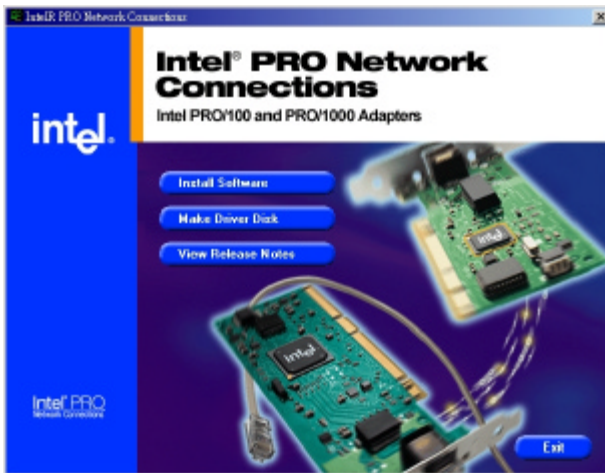 IntelR PRO Network Connections
Intel® PRO Network
Connections
Intel PRO/100 and PRO/1000 Adapters
intel.
Install Software
Make Driver Disk
View Release Notes
intel
intel
Intel® PRO
Network Connections
Exit